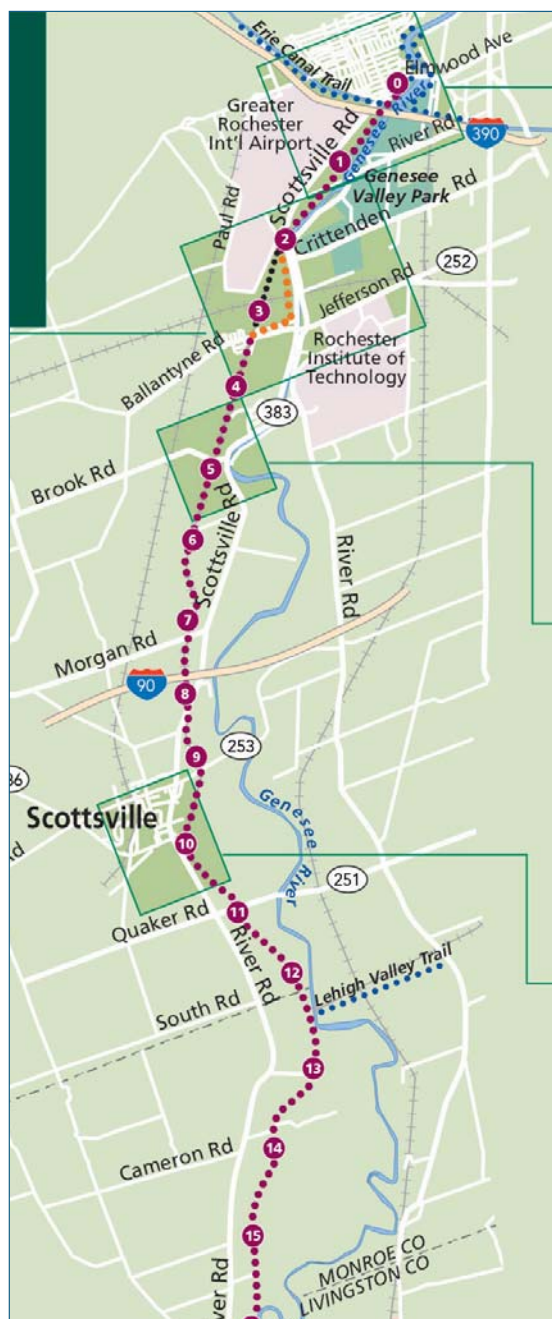 Erie Canal Trail
0
Elmwood Ave
Greater
Rochester
Int'l Airport
Scottsville Rd
Genesee River
River Rd
390
1
Genesee
Valley Park
Paul Rd
2
Crittenden Rd
252
3
Jefferson Rd
Ballantyne Rd
Rochester
Institute of
Technology
4
383
Brook Rd
5
Scottsville Rd
6
River Rd
7
Morgan Rd
90
8
9
253
Genesee River
Scottsville
10
251
Quaker Rd
11
River Rd
12
Lehigh Valley Trail
South Rd
13
Cameron Rd
14
15
MONROE CO
LIVINGSTON CO